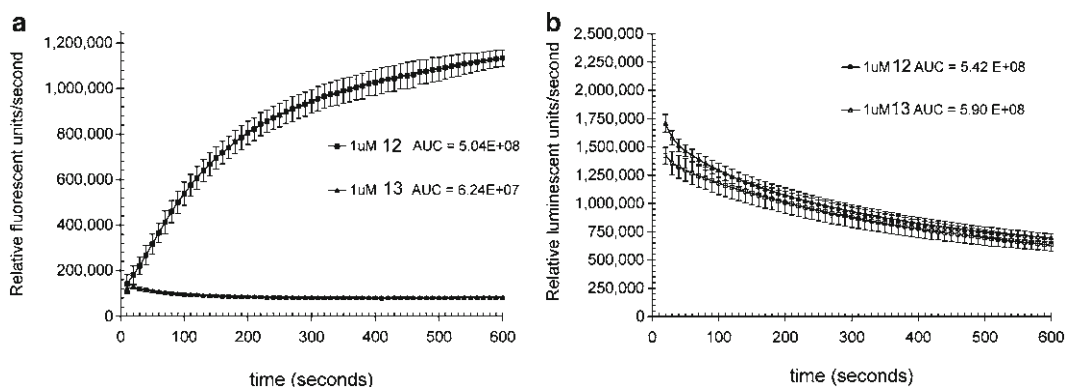 a
Relative fluorescent units/second
1,200,000
1,000,000
800,000
600,000
400,000
200,000
0
1uM 12 AUC = 5.04E+08
1uM 13 AUC = 6.24E+07
0 100 200 300 400 500 600
time (seconds)
b
Relative luminescent units/second
2,500,000
2,250,000
2,000,000
1,750,000
1,500,000
1,250,000
1,000,000
750,000
500,000
250,000
0
1uM 12 AUC = 5.42 E+08
1uM 13 AUC = 5.90 E+08
0 100 200 300 400 500 600
time (seconds)